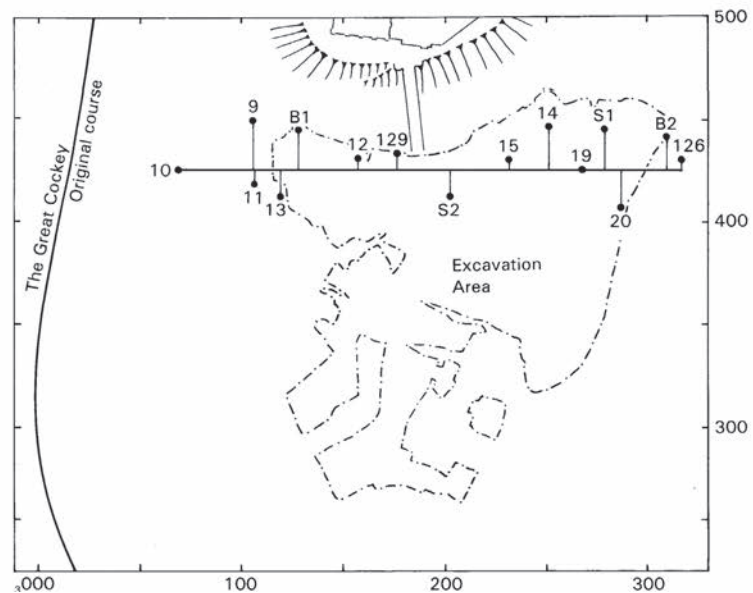 500
9
B1
14
S1
12
129
15
B2
126
10
19
11
13
S2
20
400
The Great Cockey
Original course
Excavation
Area
300
₃000
100
200
300